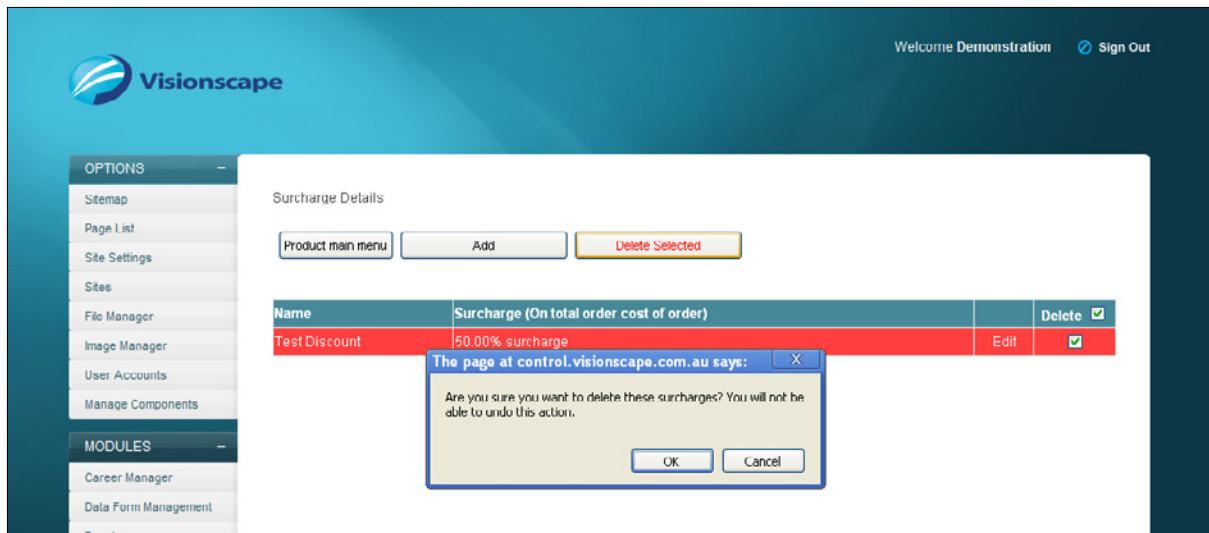 Welcome Demonstration
Sign Out
Visionscape
OPTIONS –
Sitemap
Page List
Site Settings
Sites
File Manager
Image Manager
User Accounts
Manage Components
MODULES –
Career Manager
Data Form Management
Surcharge Details
Product main menu
Add
Delete Selected
Name Surcharge (On total order cost of order) Delete
Test Discount 50.00% surcharge Edit
The page at control.visionscape.com.au says: X
Are you sure you want to delete these surcharges? You will not be
able to undo this action.
OK Cancel